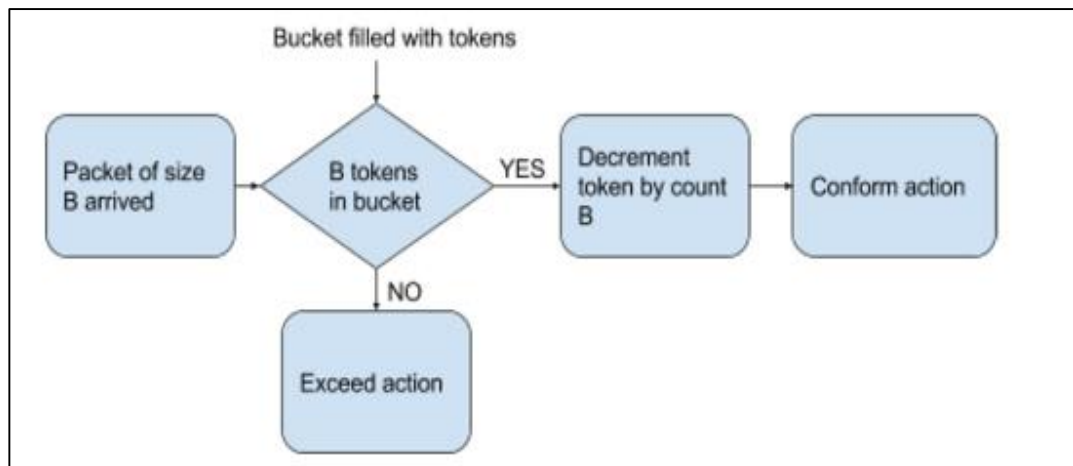 Bucket filled with tokens
Packet of size
B arrived
B tokens
in bucket
YES
Decrement
token by count
B
Conform action
NO
Exceed action